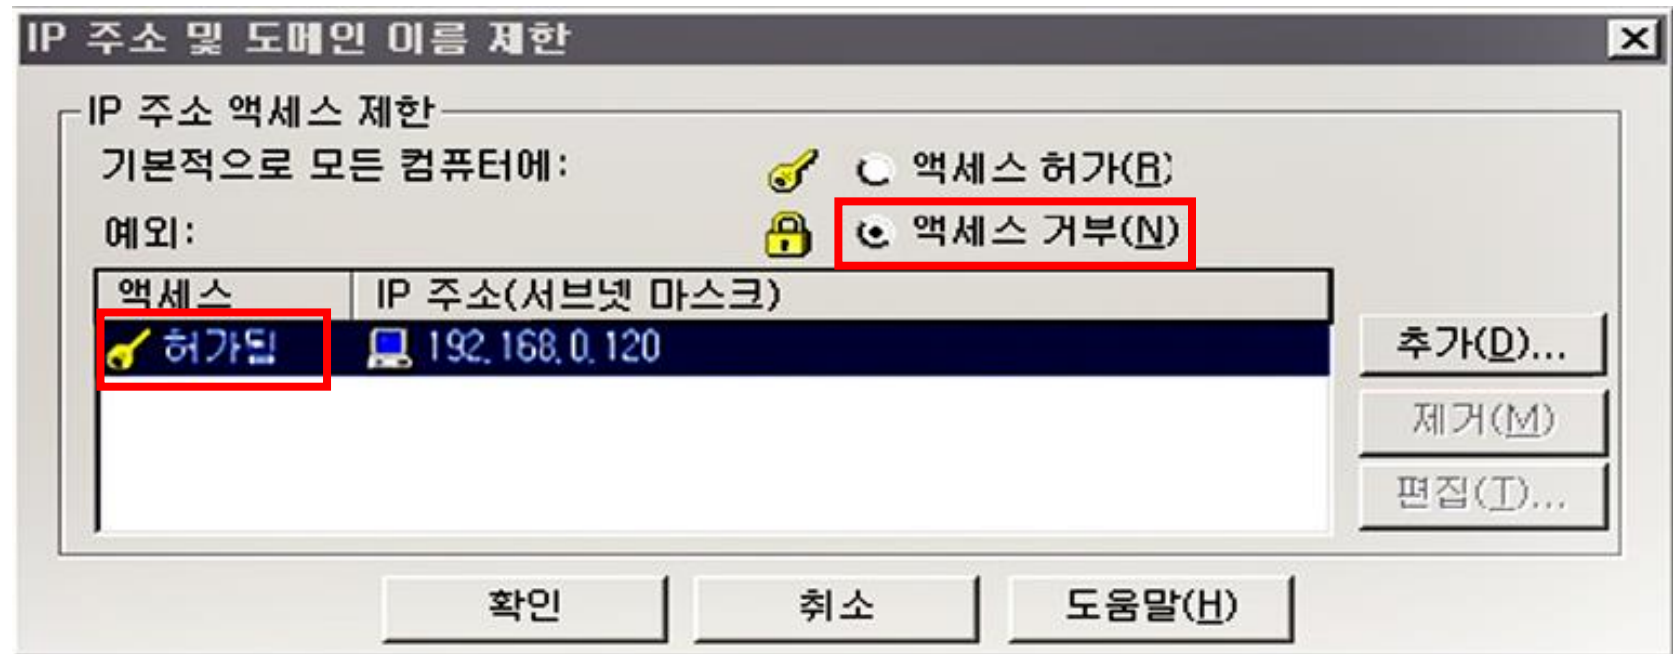 IP 주소 및 도메인 이름 제한
IP 주소 액세스 제한
기본적으로 모든 컴퓨터에:
액세스 허가(R)
예외:
액세스 거부(N)
액세스 IP 주소(서브넷 마스크)
허가됨 192.168.0.120
추가(D)...
제거(M)
편집(T)...
확인 취소 도움말(H)